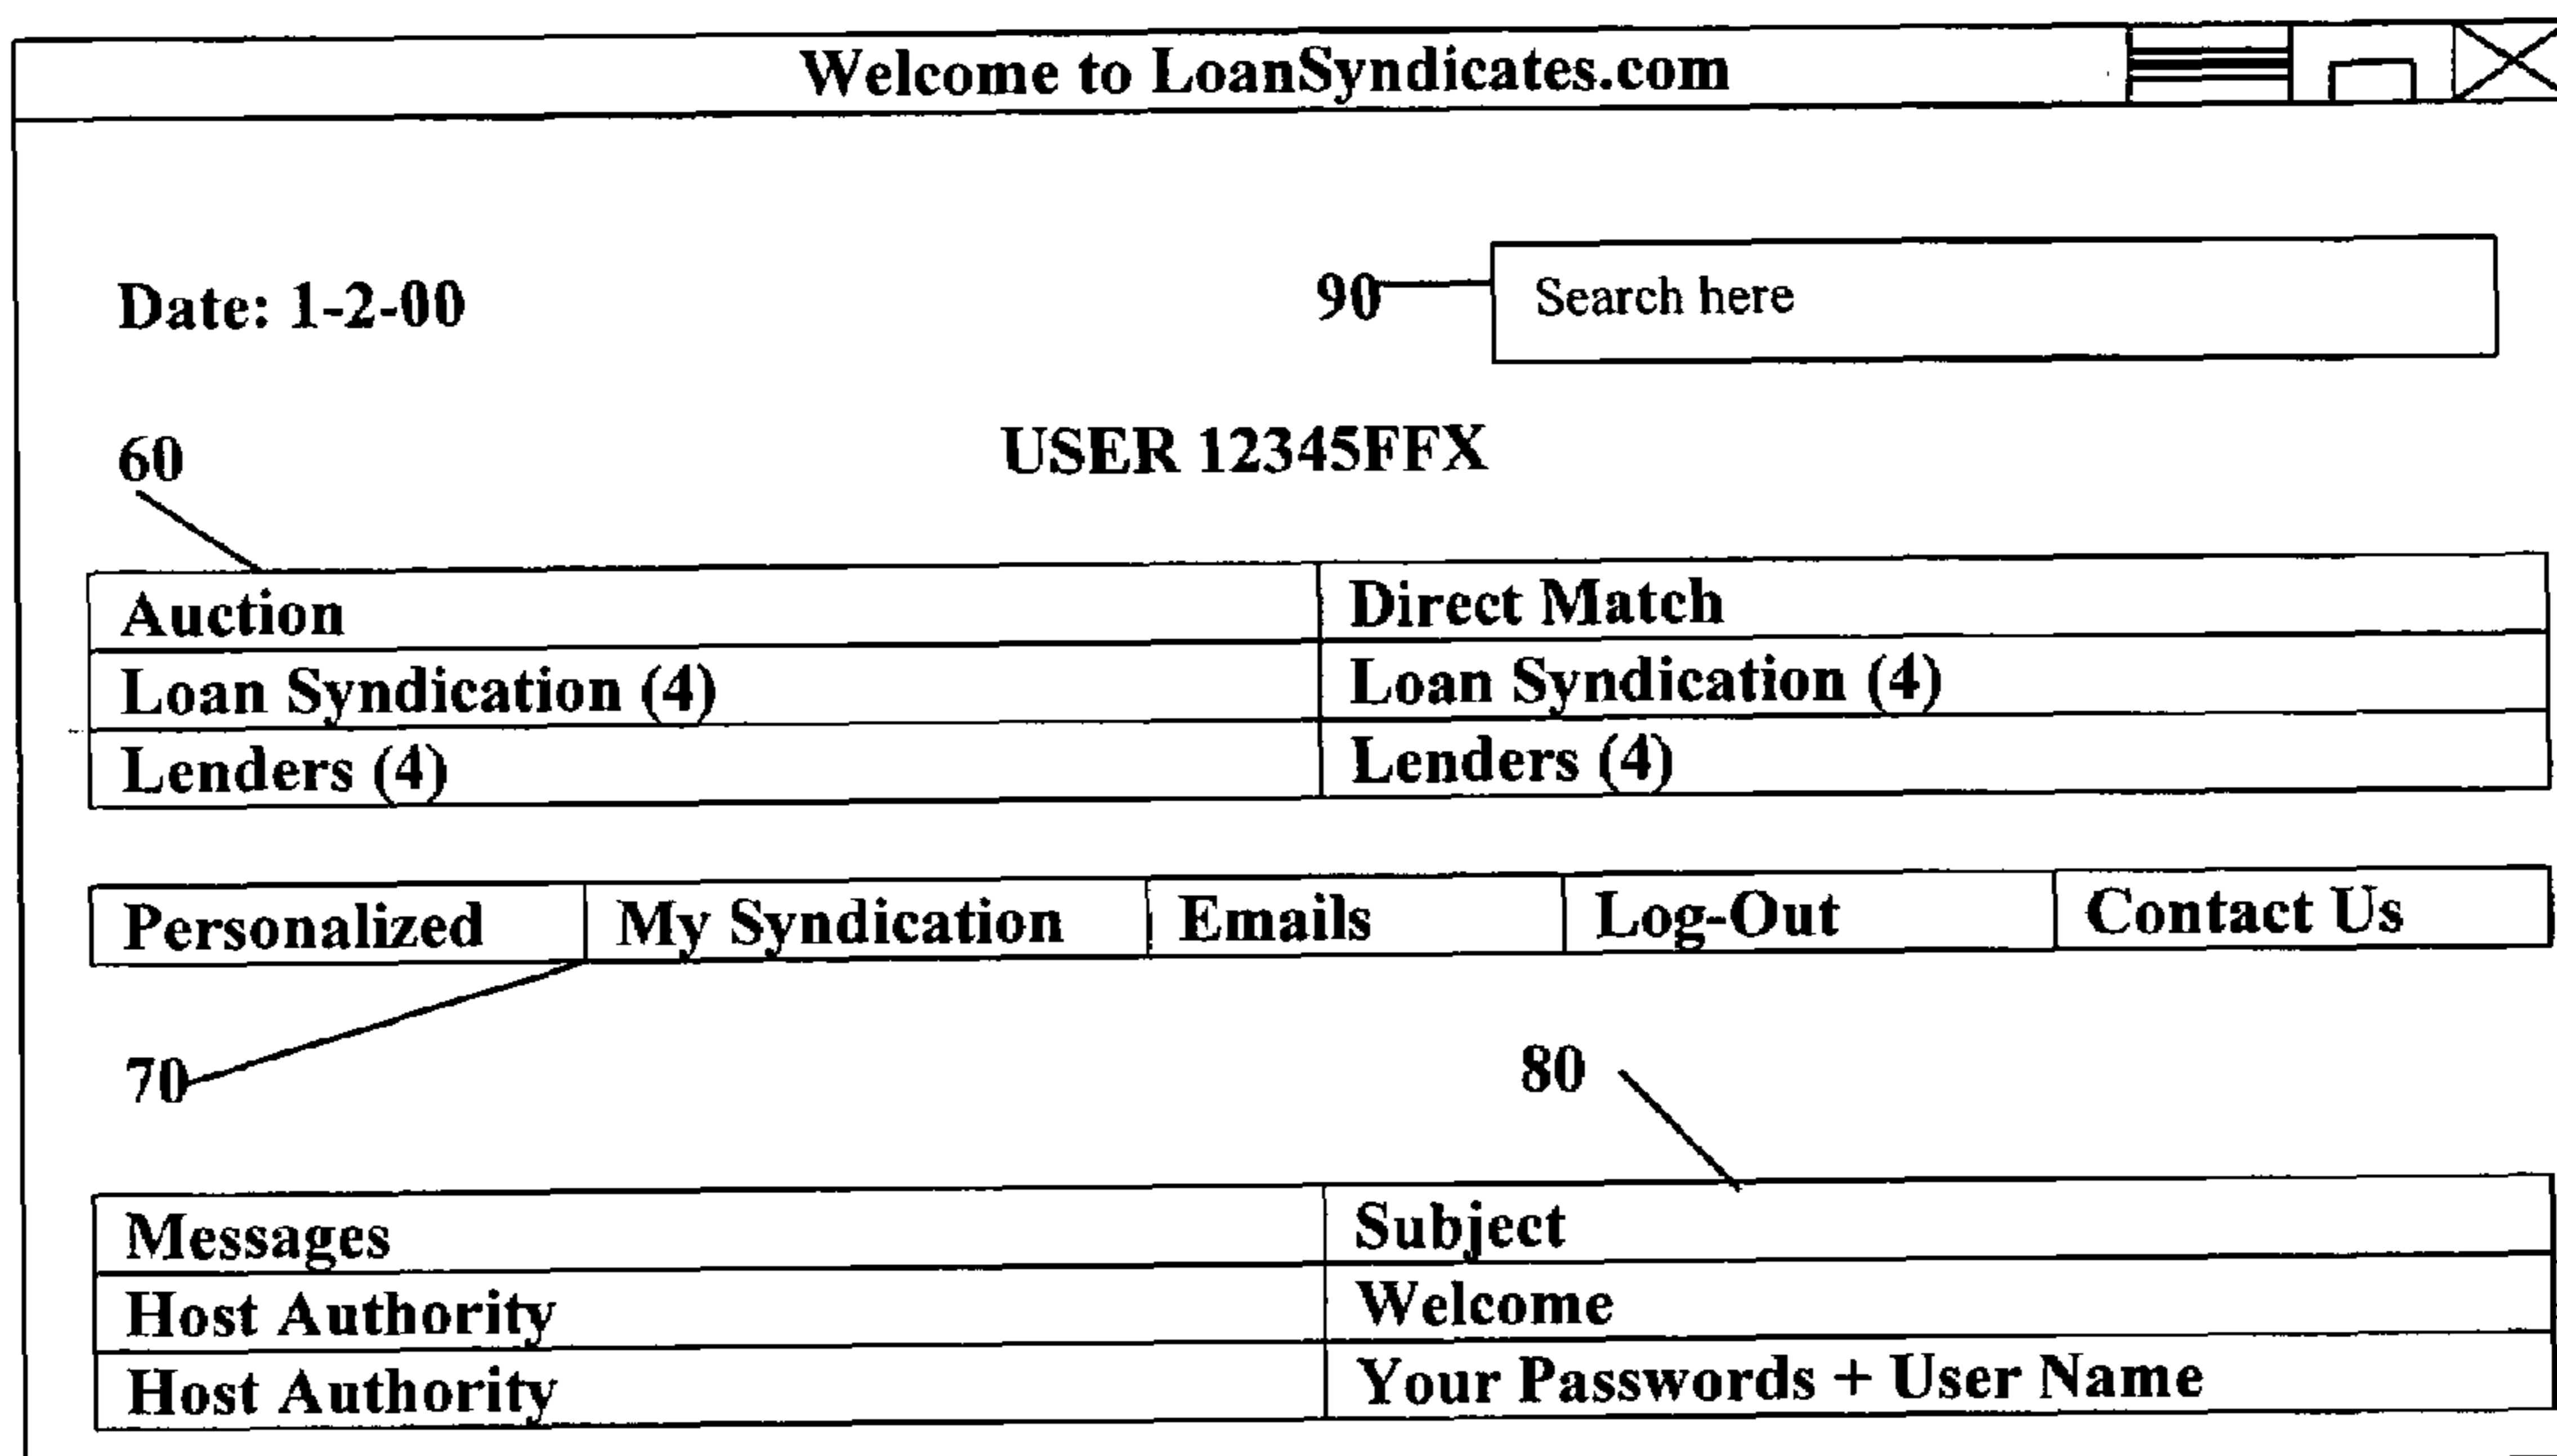 Welcome to LoanSyndicates.com
Date: 1-2-00
90
Search here
60
USER 12345FFX
Auction Direct Match
Loan Syndication (4) Loan Syndication (4)
Lenders (4) Lenders (4)
Personalized My Syndication Emails Log-Out Contact Us
70
80
Messages Subject
Host Authority Welcome
Host Authority Your Passwords + User Name